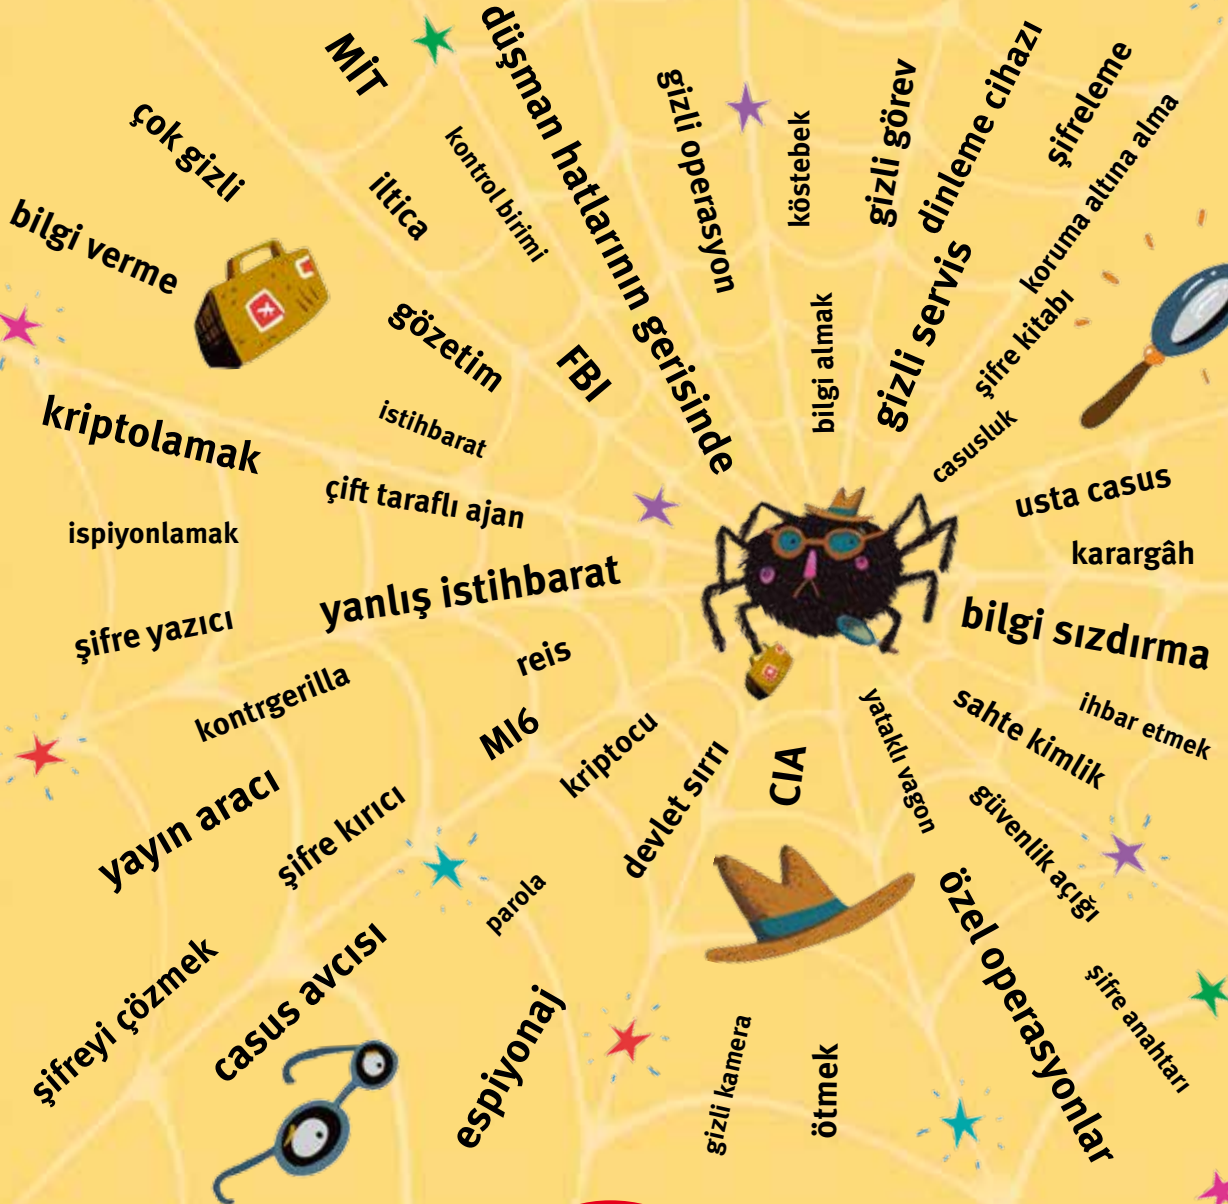 MİT
düşman hatlarının gerisinde
gizli operasyon
köstebek
gizli görev
dinleme cihazı
şifreleme
koruma altına alma
çok gizli
kontrol birimi
iltica
bilgi verme
gizli servis
şifre kitabı
bilgi almak
gözetim
FBI
istihbarat
casusluk
kriptolamak
çift taraflı ajan
usta casus
ispiyonlamak
karargâh
yanlış istihbarat
bilgi sızdırma
şifre yazıcı
reis
kontrgerilla
MI6
kriptocu
devlet sırrı
CIA
yataklı vagon
sahte kimlik
ihbar etmek
yayın aracı
şifre kırıcı
güvenlik açığı
parola
özel operasyonlar
şifreyi çözmek
casus avcısı
espiyonaj
gizli kamera
ötmek
şifre anahtarı